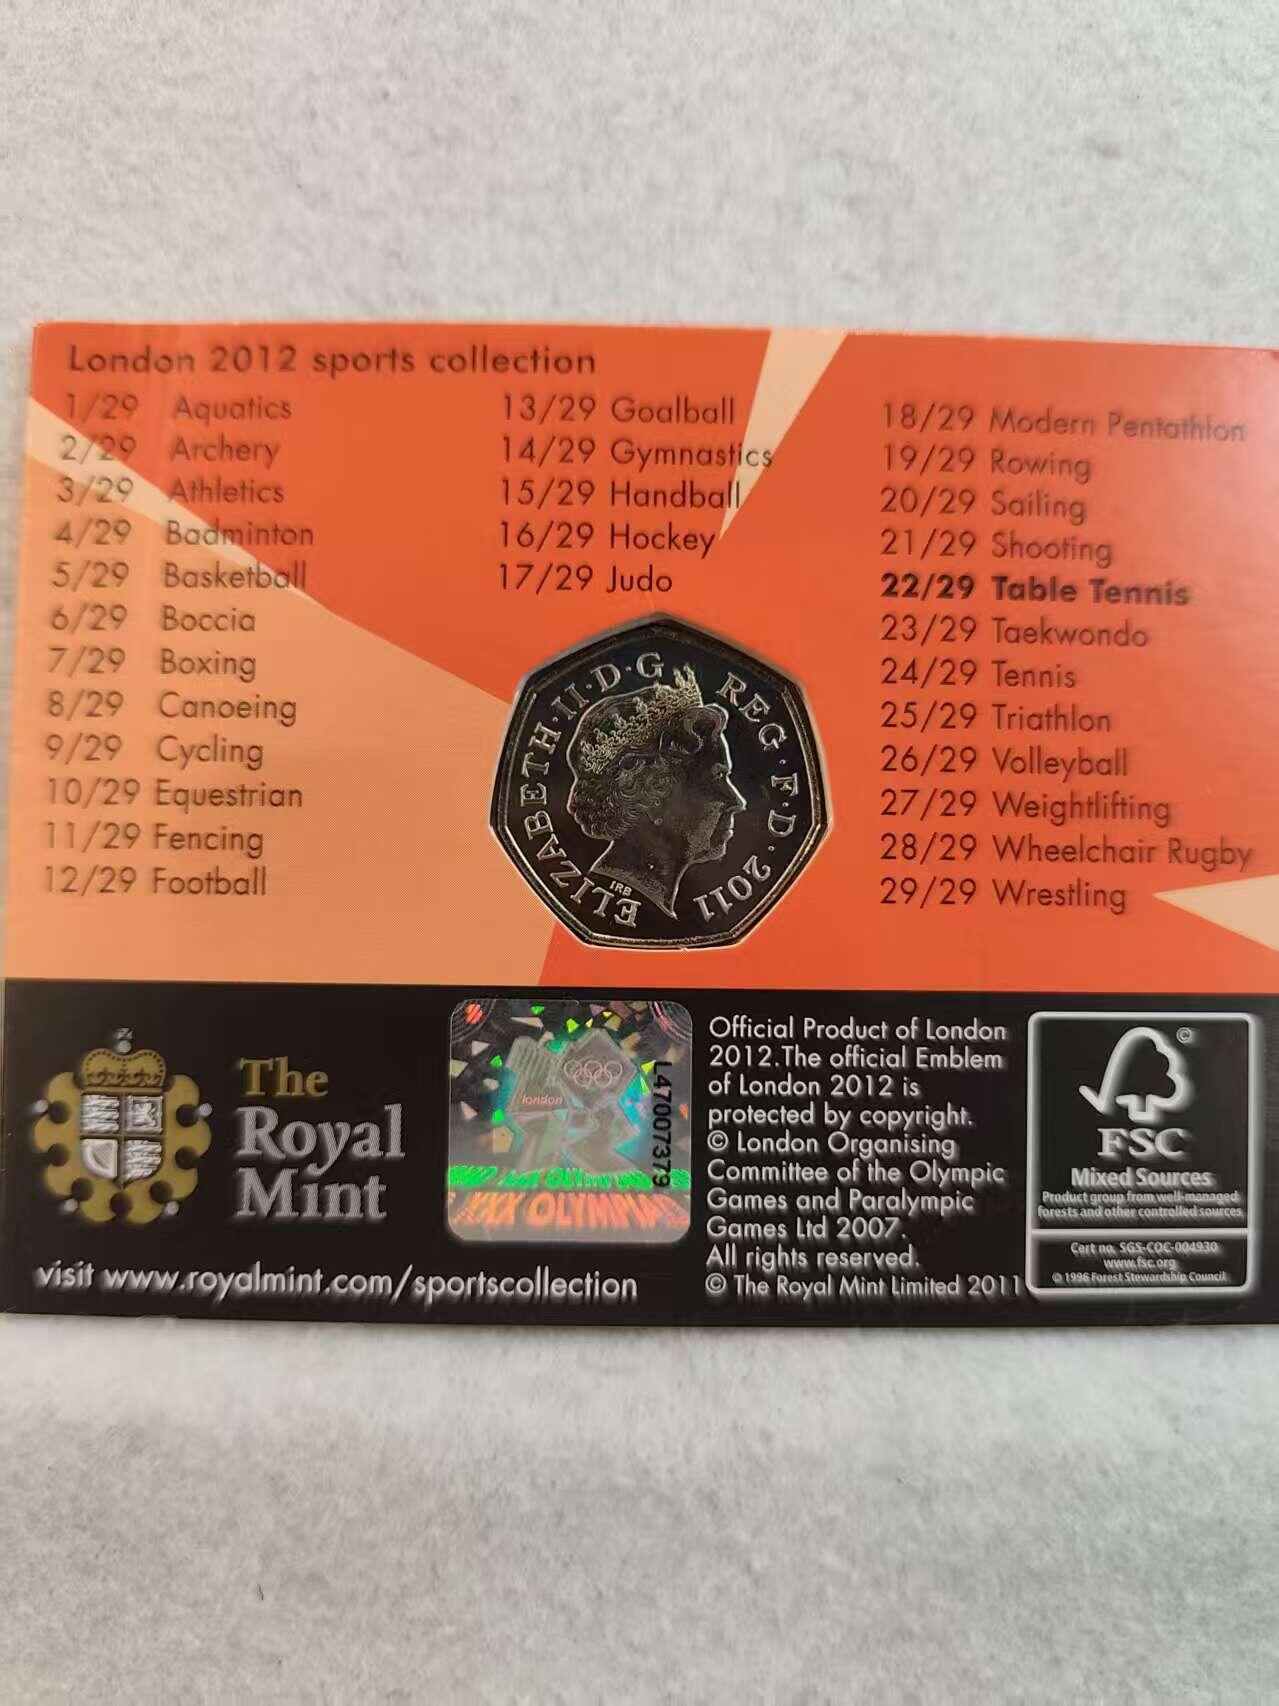 London 2012 sports collection
1/29 Aquatics
2/29 Archery
3/29 Athletics
4/29 Badminton
5/29 Basketball
6/29 Boccia
7/29 Boxing
8/29 Canoeing
9/29 Cycling
10/29 Equestrian
11/29 Fencing
12/29 Football
13/29 Goalball
14/29 Gymnastics
15/29 Handball
16/29 Hockey
17/29 Judo
18/29 Modern Pentathlon
19/29 Rowing
20/29 Sailing
21/29 Shooting
22/29 Table Tennis
23/29 Taekwondo
24/29 Tennis
25/29 Triathlon
26/29 Volleyball
27/29 Weightlifting
28/29 Wheelchair Rugby
29/29 Wrestling
ELIZABETH·II·D·G REG·F·D·2011
IRB
The
Royal
Mint
visit www.royalmint.com/sportscollection
london
L47007379
XXX OLYMPIA
Official Product of London
2012.The official Emblem
of London 2012 is
protected by copyright.
© London Organising
Committee of the Olympic
Games and Paralympic
Games Ltd 2007.
All rights reserved.
© The Royal Mint Limited 2011
©
FSC
Mixed Sources
Product group from well-managed
forests and other controlled sources
Cert no. SGS-COC-004930
www.fsc.org
© 1996 Forest Stewardship Council